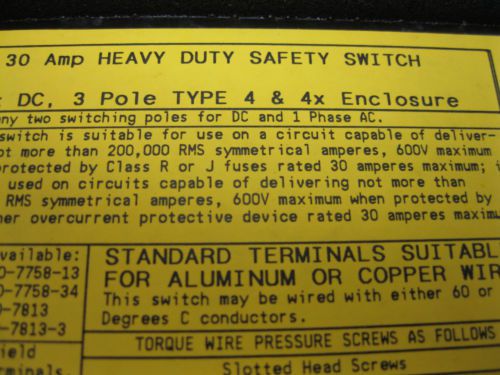 30 Amp HEAVY DUTY SAFETY SWITCH
DC, 3 Pole TYPE 4 & 4x Enclosure
any two switching poles for DC and 1 Phase AC.
switch is suitable for use on a circuit capable of deliver-
not more than 200,000 RMS symmetrical amperes, 600V maximum
protected by Class R or J fuses rated 30 amperes maximum;
used on circuits capable of delivering not more than
RMS symmetrical amperes, 600V maximum when protected by
her overcurrent protective device rated 30 amperes maximu
vailable:
0-7758-13
0-7758-34
0-7813
-7813-3
ield
rminals
STANDARD TERMINALS SUITABL
FOR ALUMINUM OR COPPER WIR
This switch may be wired with either 60 or
Degrees C conductors.
TORQUE WIRE PRESSURE SCREWS AS FOLLOWS
Slotted Head Screws